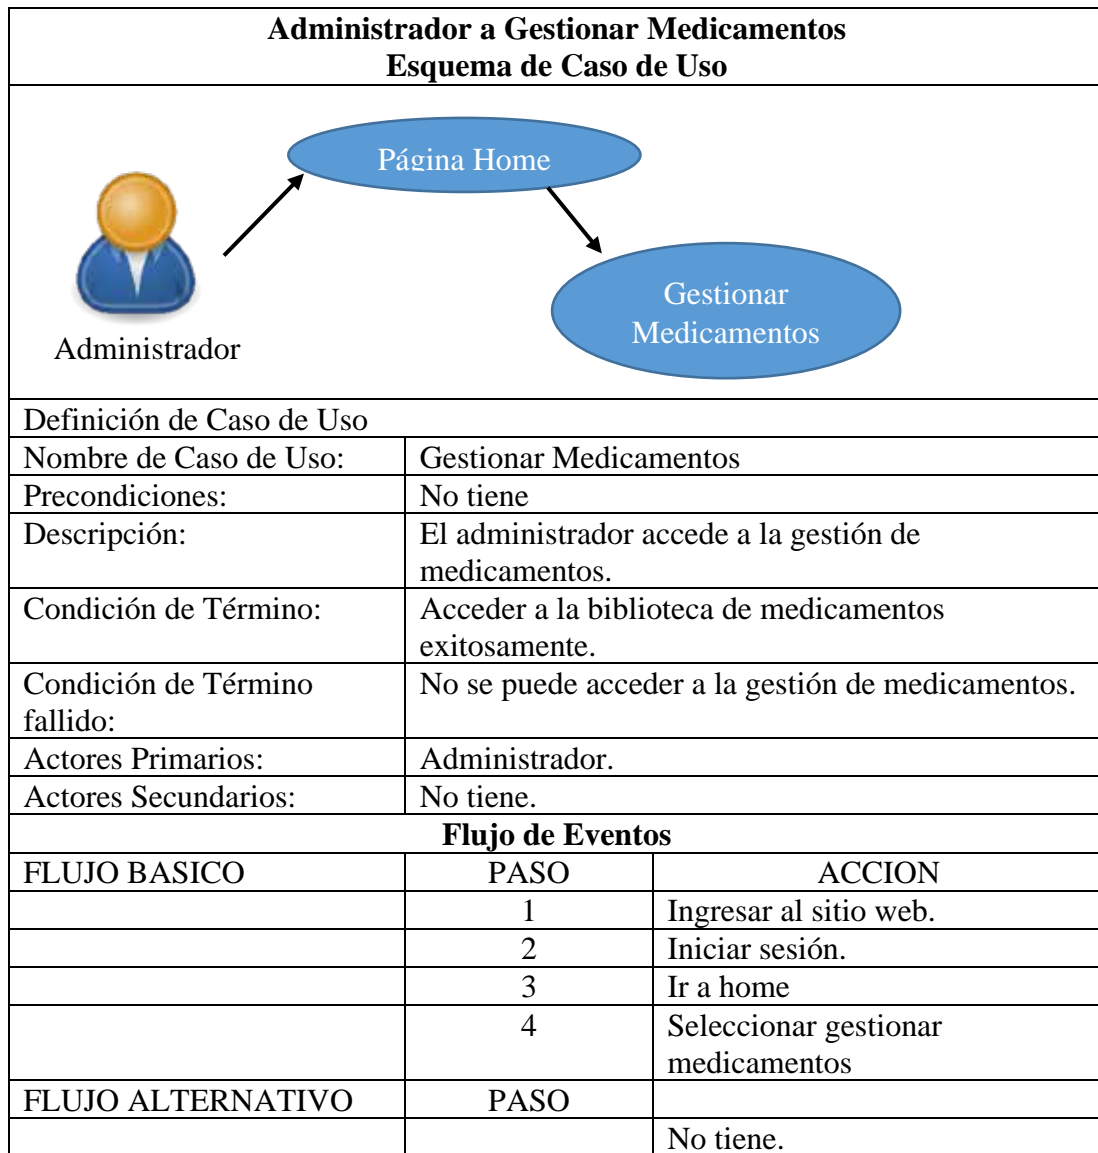 Administrador a Gestionar Medicamentos
Esquema de Caso de Uso
Página Home
Gestionar
Medicamentos
Administrador
Definición de Caso de Uso
Nombre de Caso de Uso: Gestionar Medicamentos
Precondiciones: No tiene
Descripción: El administrador accede a la gestión de
medicamentos.
Condición de Término: Acceder a la biblioteca de medicamentos
exitosamente.
Condición de Término No se puede acceder a la gestión de medicamentos.
fallido:
Actores Primarios: Administrador.
Actores Secundarios: No tiene.
Flujo de Eventos
FLUJO BASICO PASO ACCION
1 Ingresar al sitio web.
2 Iniciar sesión.
3 Ir a home
4 Seleccionar gestionar
medicamentos
FLUJO ALTERNATIVO PASO
No tiene.